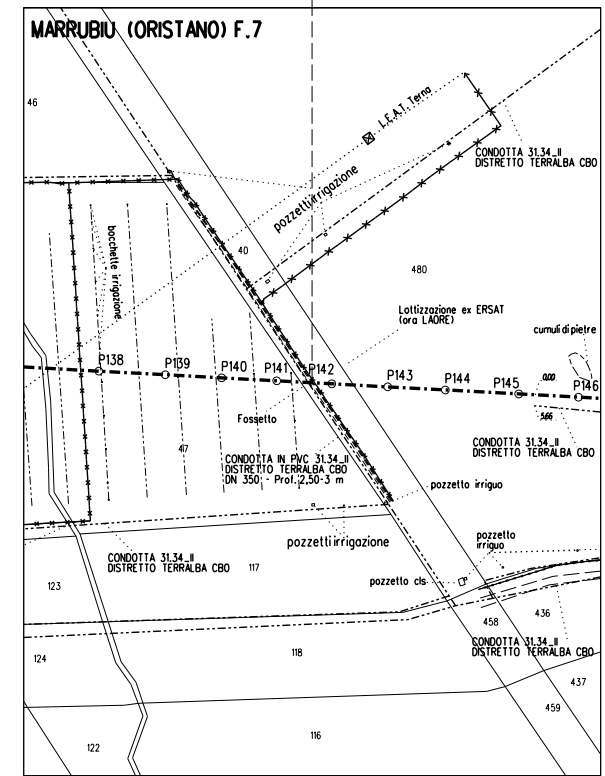 MARRUBIU (ORISTANO) F.7
46
L.E.A.T. Terna
CONDOTTA 31.34_II
DISTRETTO TERRALBA CBO
pozzetti irrigazione
bocchette irrigazione
40
480
Lottizzazione ex ERSAT
(ora LAORE)
cumuli di pietre
P138
P139
P140
P141
P142
P143
P144
P145
P146
0,00
5,66
Fossetto
47
CONDOTTA IN PVC 31.34_II
DISTRETTO TERRALBA CBO
DN 350 - Prof. 2,50-3 m
CONDOTTA 31.34_II
DISTRETTO TERRALBA CBO
pozzetto irriguo
pozzetti irrigazione
pozzetto
irriguo
CONDOTTA 31.34_II
DISTRETTO TERRALBA CBO
117
pozzetto cls
123
458
436
CONDOTTA 31.34_II
DISTRETTO TERRALBA CBO
124
118
437
459
116
122